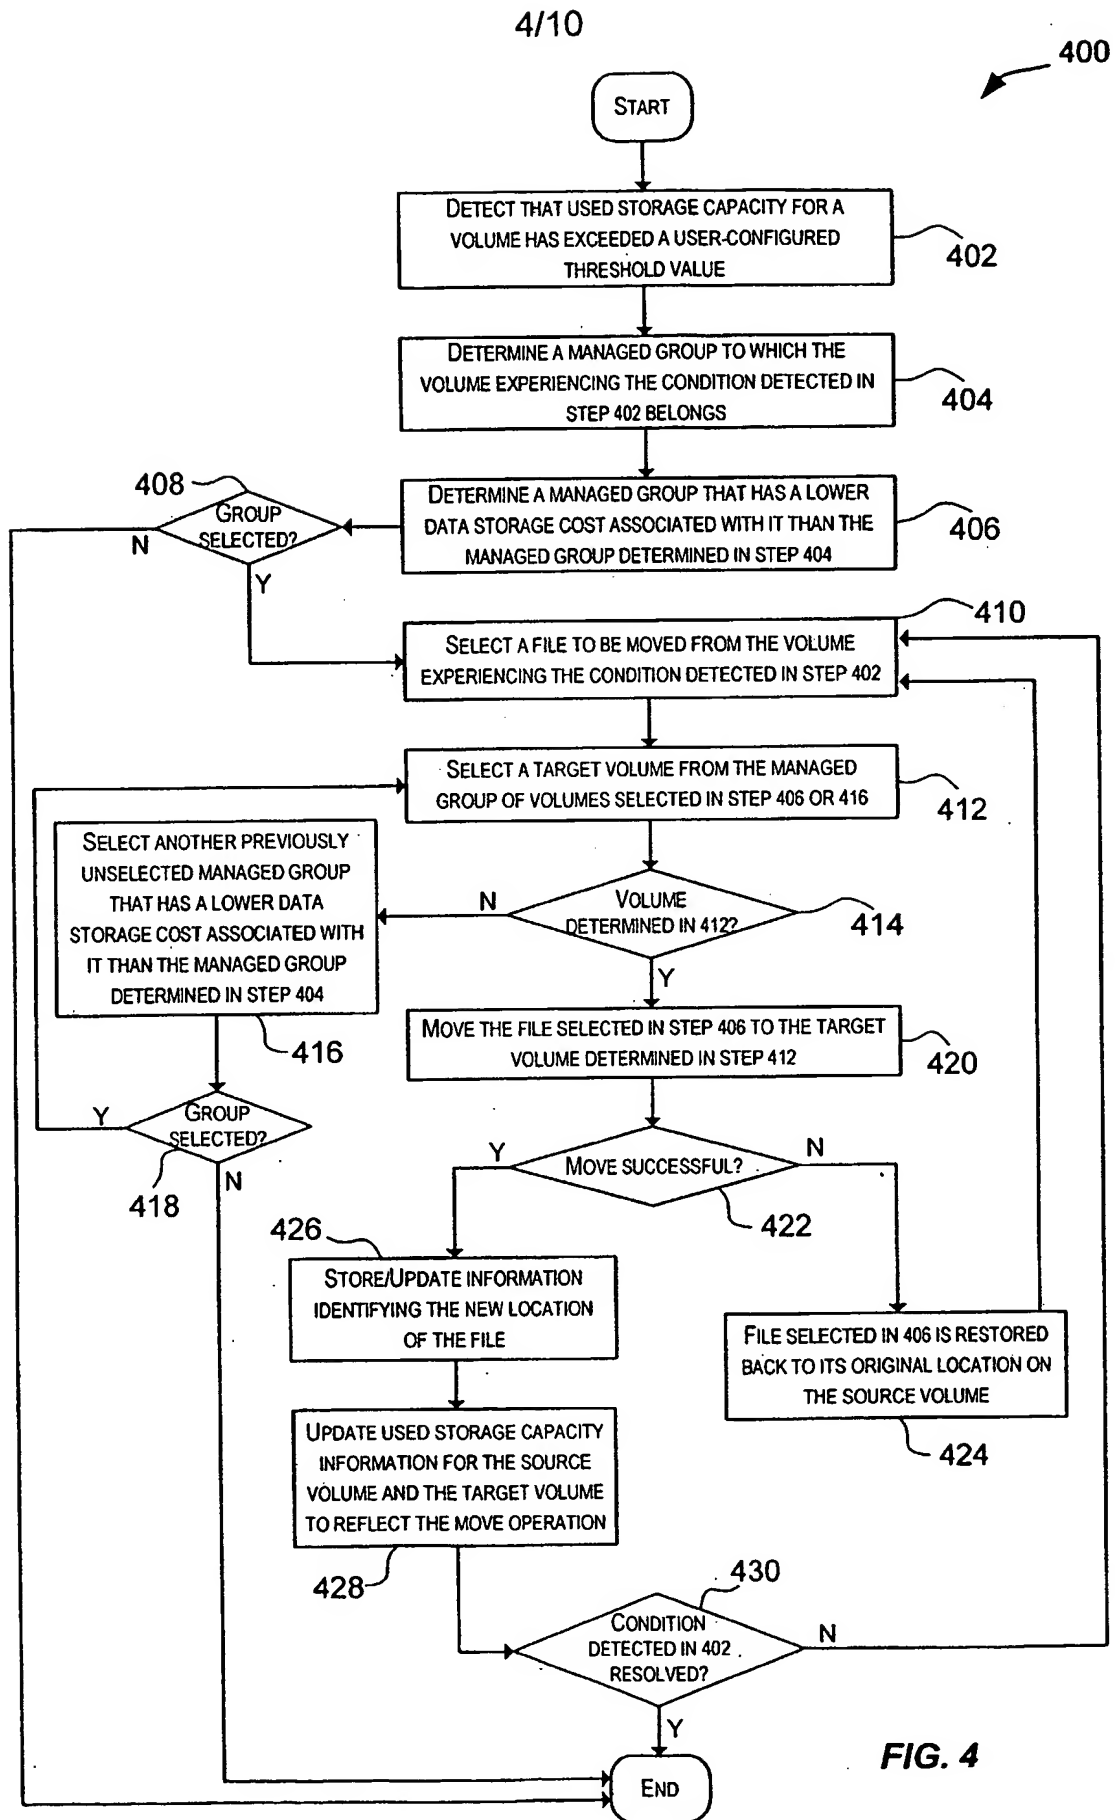 4/10
400
START
DETECT THAT USED STORAGE CAPACITY FOR A
VOLUME HAS EXCEEDED A USER-CONFIGURED
THRESHOLD VALUE
402
DETERMINE A MANAGED GROUP TO WHICH THE
VOLUME EXPERIENCING THE CONDITION DETECTED IN
STEP 402 BELONGS
404
408
GROUP
SELECTED?
N
Y
DETERMINE A MANAGED GROUP THAT HAS A LOWER
DATA STORAGE COST ASSOCIATED WITH IT THAN THE
MANAGED GROUP DETERMINED IN STEP 404
406
410
SELECT A FILE TO BE MOVED FROM THE VOLUME
EXPERIENCING THE CONDITION DETECTED IN STEP 402
SELECT A TARGET VOLUME FROM THE MANAGED
GROUP OF VOLUMES SELECTED IN STEP 406 OR 416
412
SELECT ANOTHER PREVIOUSLY
UNSELECTED MANAGED GROUP
THAT HAS A LOWER DATA
STORAGE COST ASSOCIATED WITH
IT THAN THE MANAGED GROUP
DETERMINED IN STEP 404
416
N
VOLUME
DETERMINED IN 412?
414
Y
MOVE THE FILE SELECTED IN STEP 406 TO THE TARGET
VOLUME DETERMINED IN STEP 412
420
Y
GROUP
SELECTED?
418
N
Y
MOVE SUCCESSFUL?
N
422
426
STORE/UPDATE INFORMATION
IDENTIFYING THE NEW LOCATION
OF THE FILE
FILE SELECTED IN 406 IS RESTORED
BACK TO ITS ORIGINAL LOCATION ON
THE SOURCE VOLUME
424
UPDATE USED STORAGE CAPACITY
INFORMATION FOR THE SOURCE
VOLUME AND THE TARGET VOLUME
TO REFLECT THE MOVE OPERATION
428
430
CONDITION
DETECTED IN 402
RESOLVED?
N
Y
END
FIG. 4